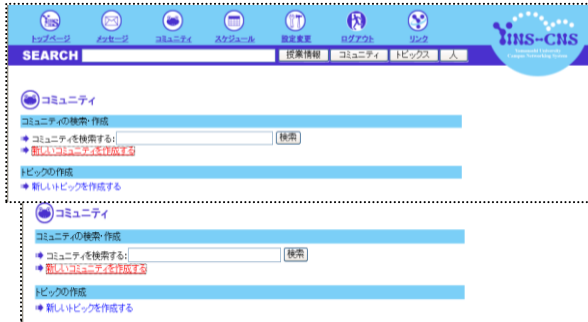 トップページ メッセージ コミュニティ スケジュール 設定変更 ログアウト リンク
YINS-CNS
Yamanashi University
Campus Networking System
SEARCH 授業情報 コミュニティ トピックス 人
コミュニティ
コミュニティの検索・作成
コミュニティを検索する: 検索
新しいコミュニティを作成する
トピックの作成
新しいトピックを作成する
コミュニティ
コミュニティの検索・作成
コミュニティを検索する: 検索
新しいコミュニティを作成する
トピックの作成
新しいトピックを作成する